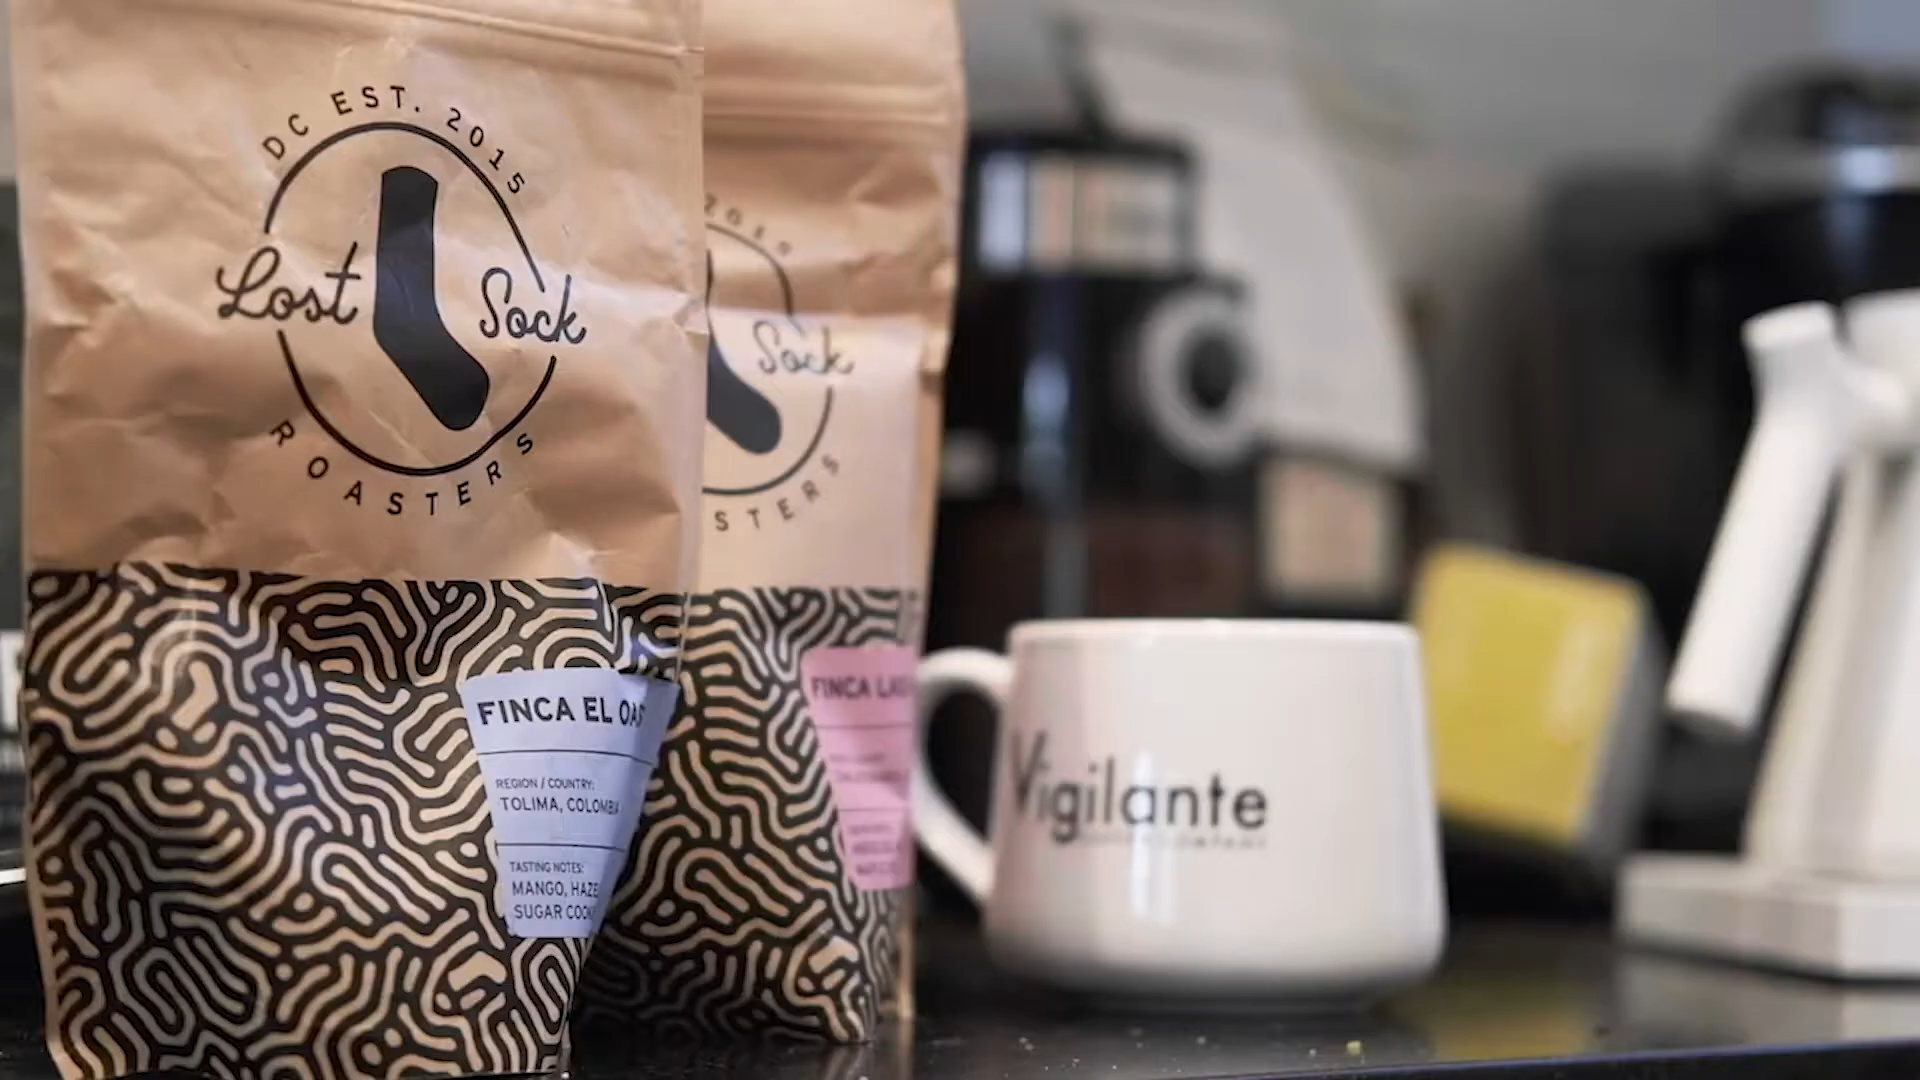 DC EST. 2015
Lost Sock
ROASTERS
FINCA EL
REGION / COUNTRY:
TOLIMA, COLOMBIA
TASTING NOTES:
MANGO,
SUGAR
Sock
STERS
FINCA
Vigilante